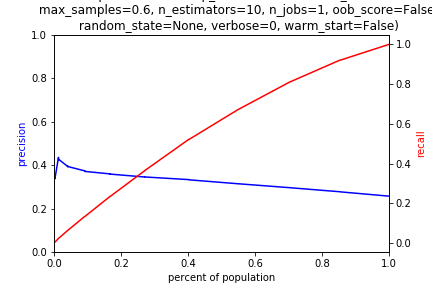 max_samples=0.6, n_estimators=10, n_jobs=1, oob_score=False
random_state=None, verbose=0, warm_start=False)
1.0
0.8
0.6
0.4
0.2
0.0
precision
1.0
0.8
0.6
0.4
0.2
0.0
recall
0.0 0.2 0.4 0.6 0.8 1.0
percent of population